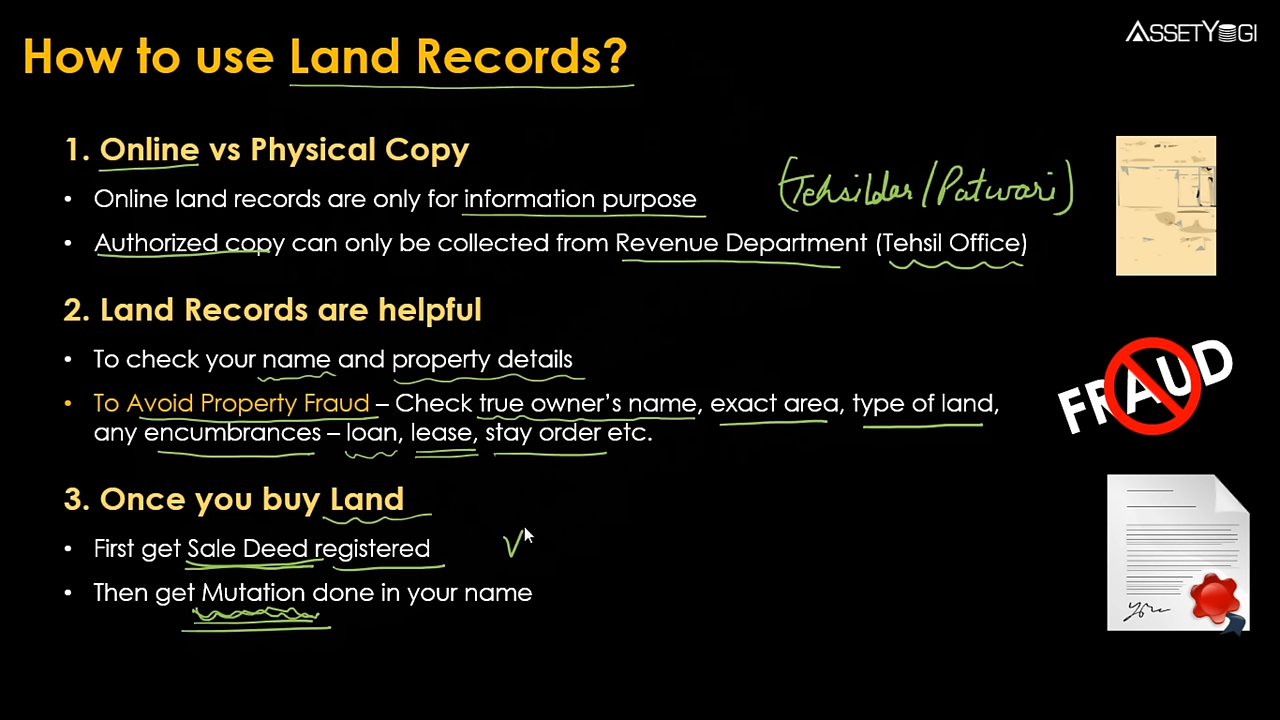 ASSETYOGI
How to use Land Records?
1. Online vs Physical Copy
• Online land records are only for information purpose
(Tehsildar/Patwari)
• Authorized copy can only be collected from Revenue Department (Tehsil Office)
2. Land Records are helpful
• To check your name and property details
• To Avoid Property Fraud – Check true owner's name, exact area, type of land,
any encumbrances – loan, lease, stay order etc.
FRAUD
3. Once you buy Land
• First get Sale Deed registered
V
• Then get Mutation done in your name